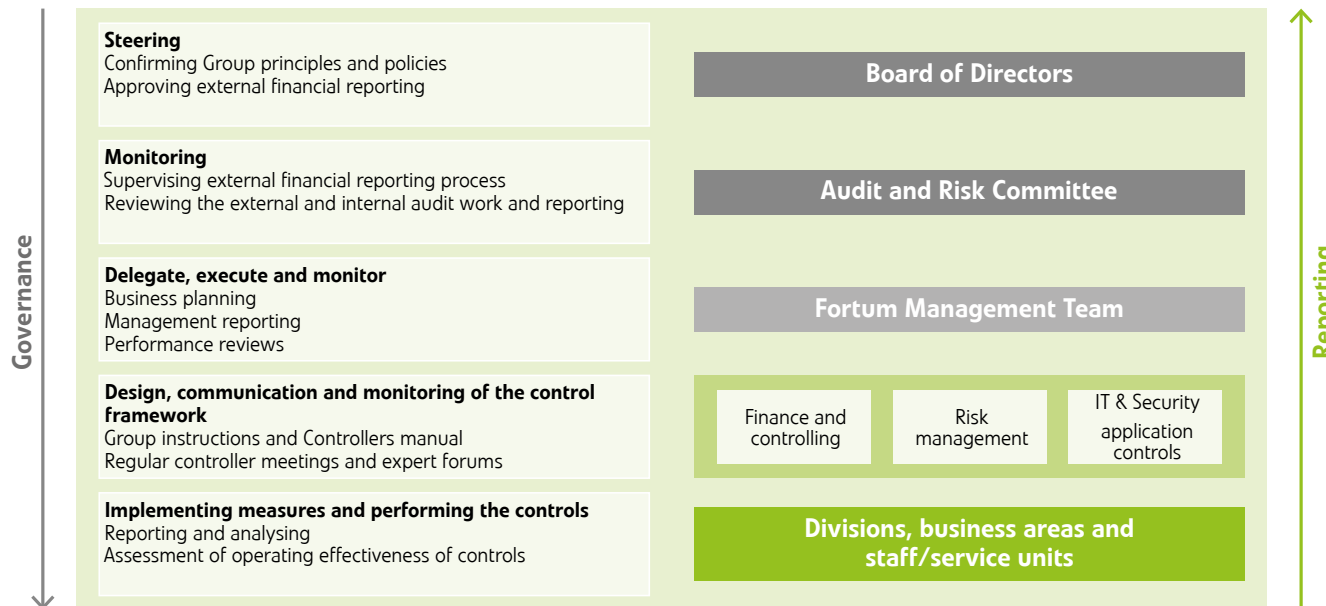 Governance
Steering
Confirming Group principles and policies
Approving external financial reporting
Board of Directors
Monitoring
Supervising external financial reporting process
Reviewing the external and internal audit work and reporting
Audit and Risk Committee
Delegate, execute and monitor
Business planning
Management reporting
Performance reviews
Fortum Management Team
Design, communication and monitoring of the control
framework
Group instructions and Controllers manual
Regular controller meetings and expert forums
Finance and
controlling
Risk
management
IT & Security
application
controls
Implementing measures and performing the controls
Reporting and analysing
Assessment of operating effectiveness of controls
Divisions, business areas and
staff/service units
Reporting